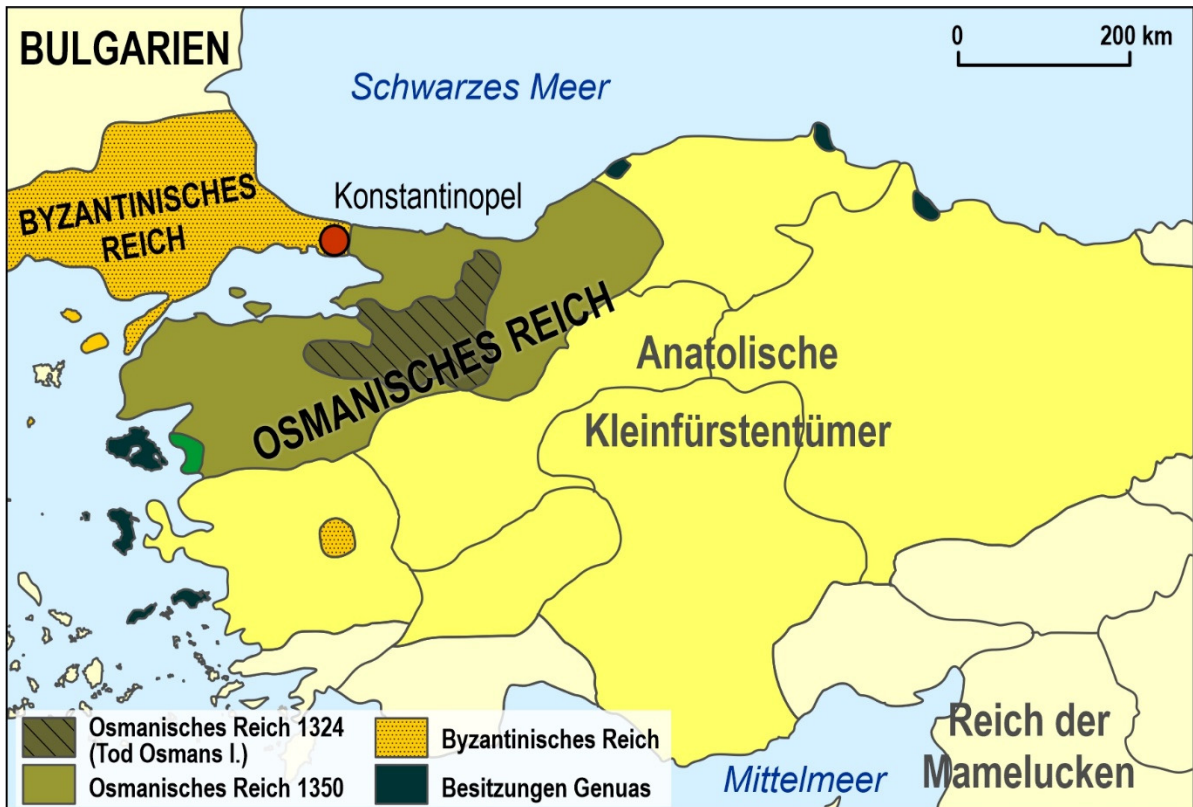 BULGARIEN
0 200 km
Schwarzes Meer
Konstantinopel
BYZANTINISCHES
REICH
OSMANISCHES REICH
Anatolische
Kleinfürstentümer
Reich der
Mamelucken
Mittelmeer
Osmanisches Reich 1324
(Tod Osmans I.)
Osmanisches Reich 1350
Byzantinisches Reich
Besitzungen Genuas